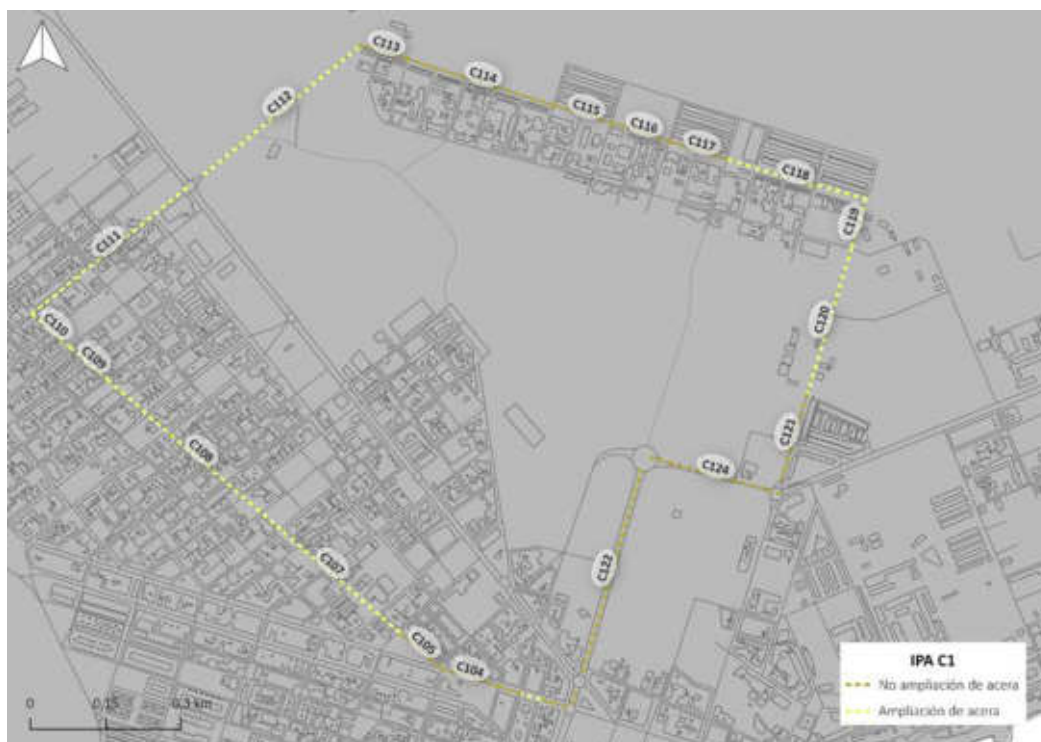 C113
C114
C112
C115
C116
C117
C118
C119
C111
C110
C120
C109
C121
C108
C124
C107
C122
C105
C104
IPA C1
No ampliación de acera
Ampliación de acera
0 0,15 0,3 km